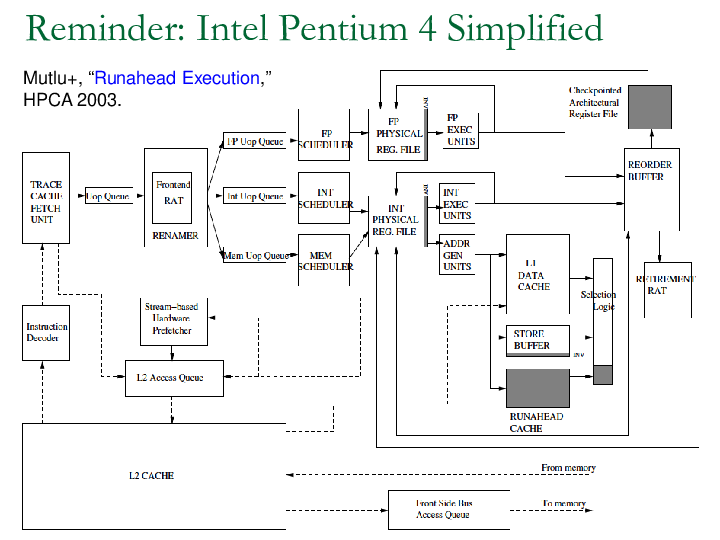 Reminder: Intel Pentium 4 Simplified
Mutlu+, “Runahead Execution,”
HPCA 2003.
Checkpointed
Architectural
Register File
FP Uop Queue
FP
SCHEDULER
FP
PHYSICAL
REG. FILE
INV
FP
EXEC
UNITS
REORDER
BUFFER
TRACE
CACHE
FETCH
UNIT
Uop Queue
Frontend
RAT
RENAMER
Int Uop Queue
INT
SCHEDULER
INT
PHYSICAL
REG. FILE
INV
INT
EXEC
UNITS
Mem Uop Queue
MEM
SCHEDULER
ADDR
GEN
UNITS
L1
DATA
CACHE
Selection
Logic
RETIREMENT
RAT
Stream−based
Hardware
Prefetcher
Instruction
Decoder
STORE
BUFFER
INV
L2 Access Queue
RUNAHEAD
CACHE
L2 CACHE
From memory
Front Side Bus
Access Queue
To memory